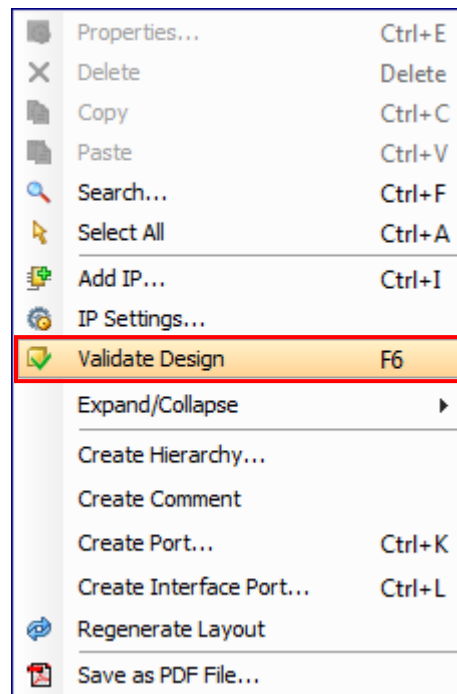 Properties... Ctrl+E
Delete Delete
Copy Ctrl+C
Paste Ctrl+V
Search... Ctrl+F
Select All Ctrl+A
Add IP... Ctrl+I
IP Settings...
Validate Design F6
Expand/Collapse
Create Hierarchy...
Create Comment
Create Port... Ctrl+K
Create Interface Port... Ctrl+L
Regenerate Layout
Save as PDF File...